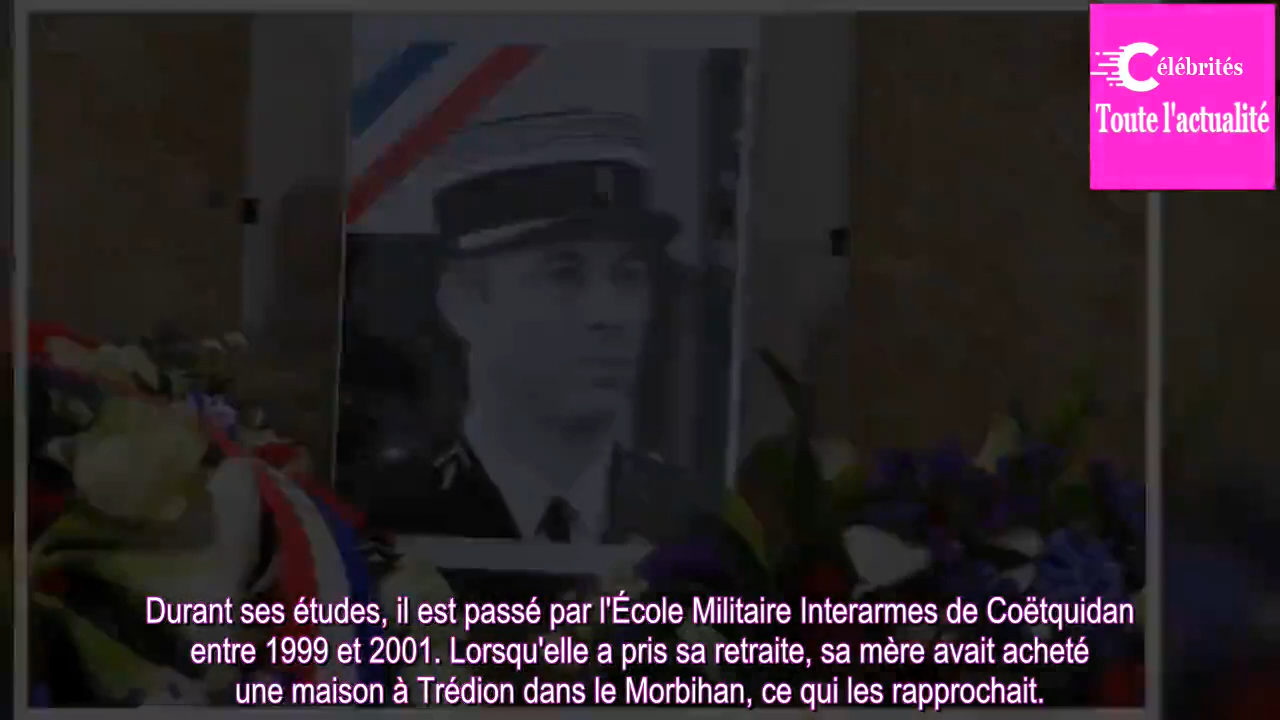 Célébrités
Toute l'actualité
Durant ses études, il est passé par l'École Militaire Interarmes de Coëtquidan
entre 1999 et 2001. Lorsqu'elle a pris sa retraite, sa mère avait acheté
une maison à Trédion dans le Morbihan, ce qui les rapprochait.